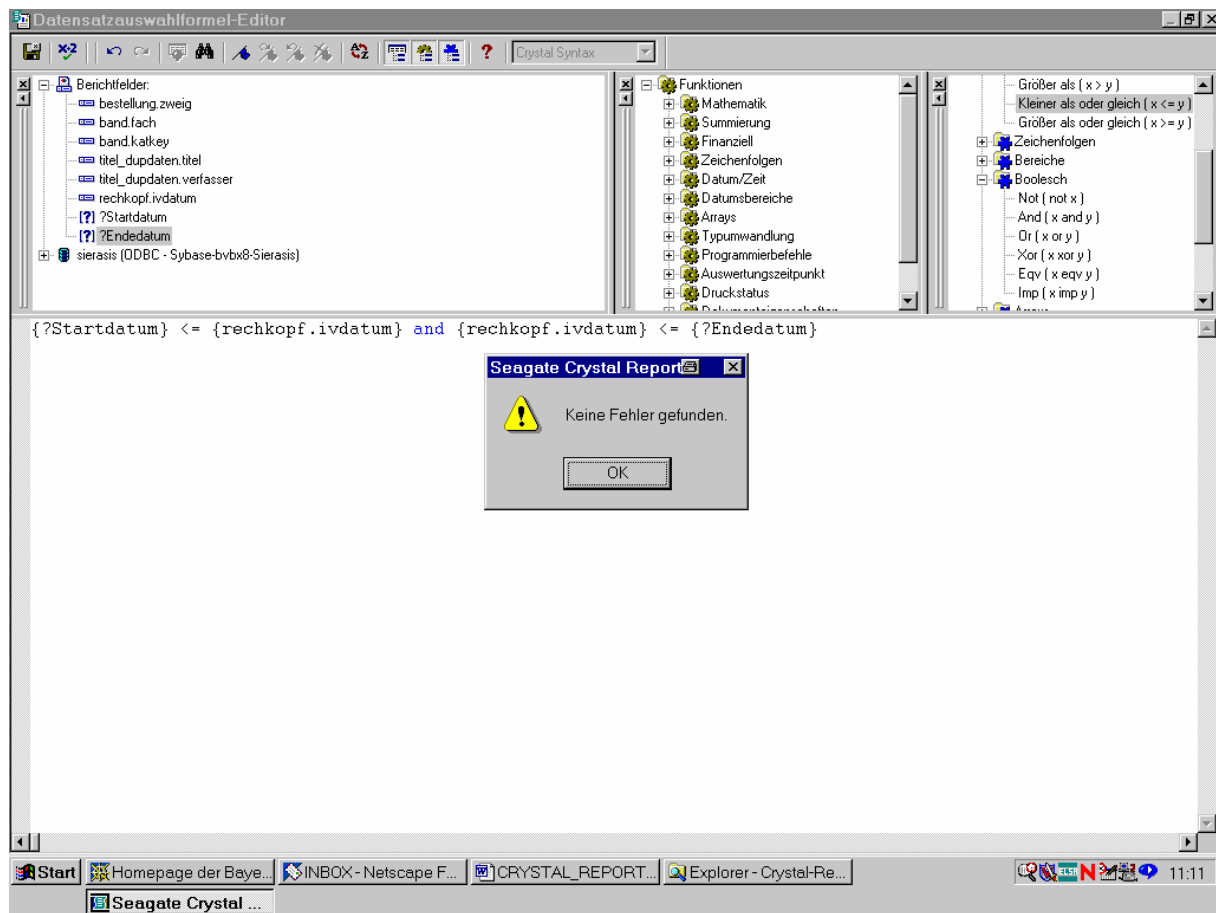 Datensatzauswahlformel-Editor
X+2
A
Z
?
Crystal Syntax
Berichtfelder:
bestellung.zweig
band.fach
band.katkey
titel_dupdaten.titel
titel_dupdaten.verfasser
rechkopf.ivdatum
[?] ?Startdatum
[?] ?Endedatum
sierasis (ODBC - Sybase-bvbx8-Sierasis)
Funktionen
Mathematik
Summierung
Finanziell
Zeichenfolgen
Datum/Zeit
Datumsbereiche
Arrays
Typumwandlung
Programmierbefehle
Auswertungszeitpunkt
Druckstatus
Dokumenteigenschaften
Größer als ( x > y )
Kleiner als oder gleich ( x <= y )
Größer als oder gleich ( x >= y )
Zeichenfolgen
Bereiche
Boolesch
Not ( not x )
And ( x and y )
Or ( x or y )
Xor ( x xor y )
Eqv ( x eqv y )
Imp ( x imp y )
Arrays
{?Startdatum} <= {rechkopf.ivdatum} and {rechkopf.ivdatum} <= {?Endedatum}
Seagate Crystal Report
Keine Fehler gefunden.
OK
Start
Homepage der Baye...
INBOX - Netscape F...
CRYSTAL_REPORT...
Explorer - Crystal-Re...
ELSA
N
11:11
Seagate Crystal ...